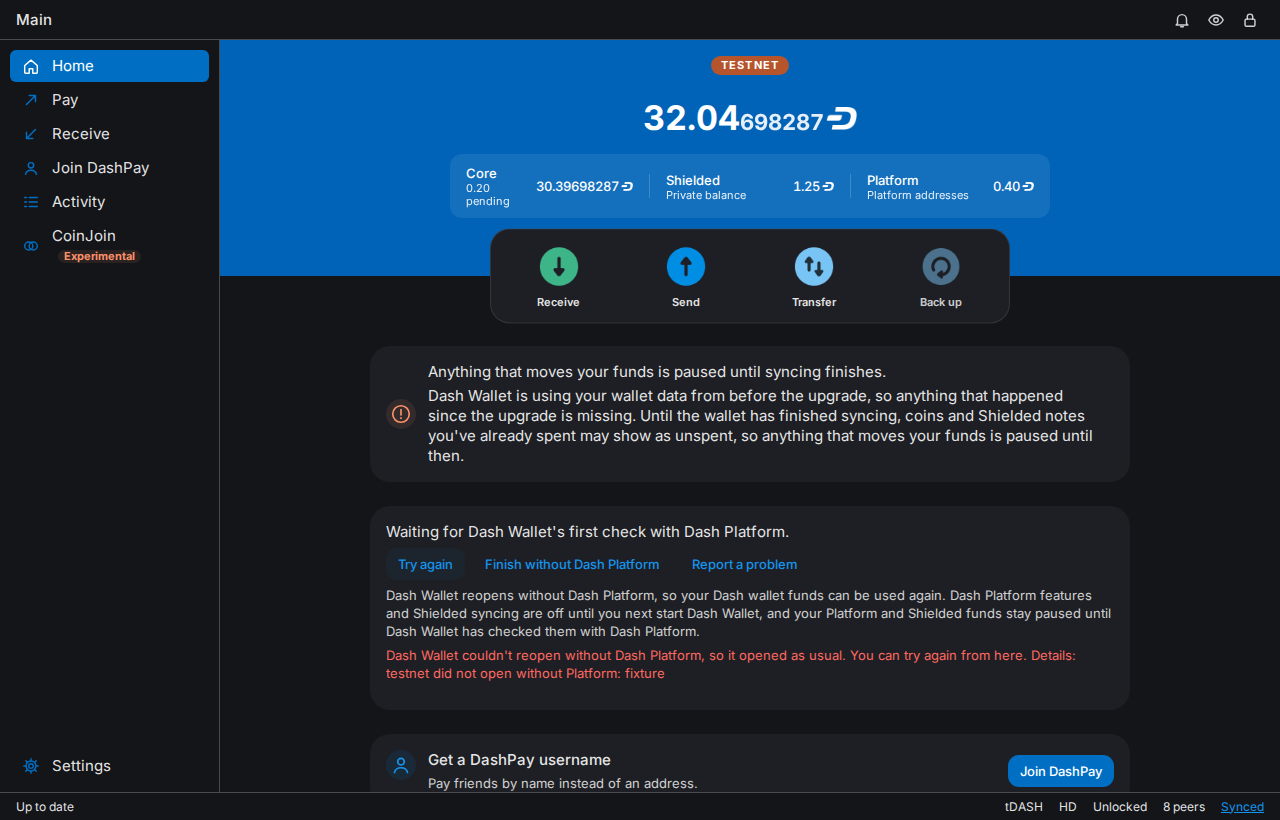 Main
Home
Pay
Receive
Join DashPay
Activity
CoinJoin
Experimental
Settings
TESTNET
32.04698287
Core
0.20
pending
30.39698287
Shielded
Private balance
1.25
Platform
Platform addresses
0.40
Receive
Send
Transfer
Back up
Anything that moves your funds is paused until syncing finishes.
Dash Wallet is using your wallet data from before the upgrade, so anything that happened
since the upgrade is missing. Until the wallet has finished syncing, coins and Shielded notes
you've already spent may show as unspent, so anything that moves your funds is paused until
then.
Waiting for Dash Wallet's first check with Dash Platform.
Try again Finish without Dash Platform Report a problem
Dash Wallet reopens without Dash Platform, so your Dash wallet funds can be used again. Dash Platform features
and Shielded syncing are off until you next start Dash Wallet, and your Platform and Shielded funds stay paused until
Dash Wallet has checked them with Dash Platform.
Dash Wallet couldn't reopen without Dash Platform, so it opened as usual. You can try again from here. Details:
testnet did not open without Platform: fixture
Get a DashPay username
Pay friends by name instead of an address.
Join DashPay
Up to date
tDASH HD Unlocked 8 peers Synced